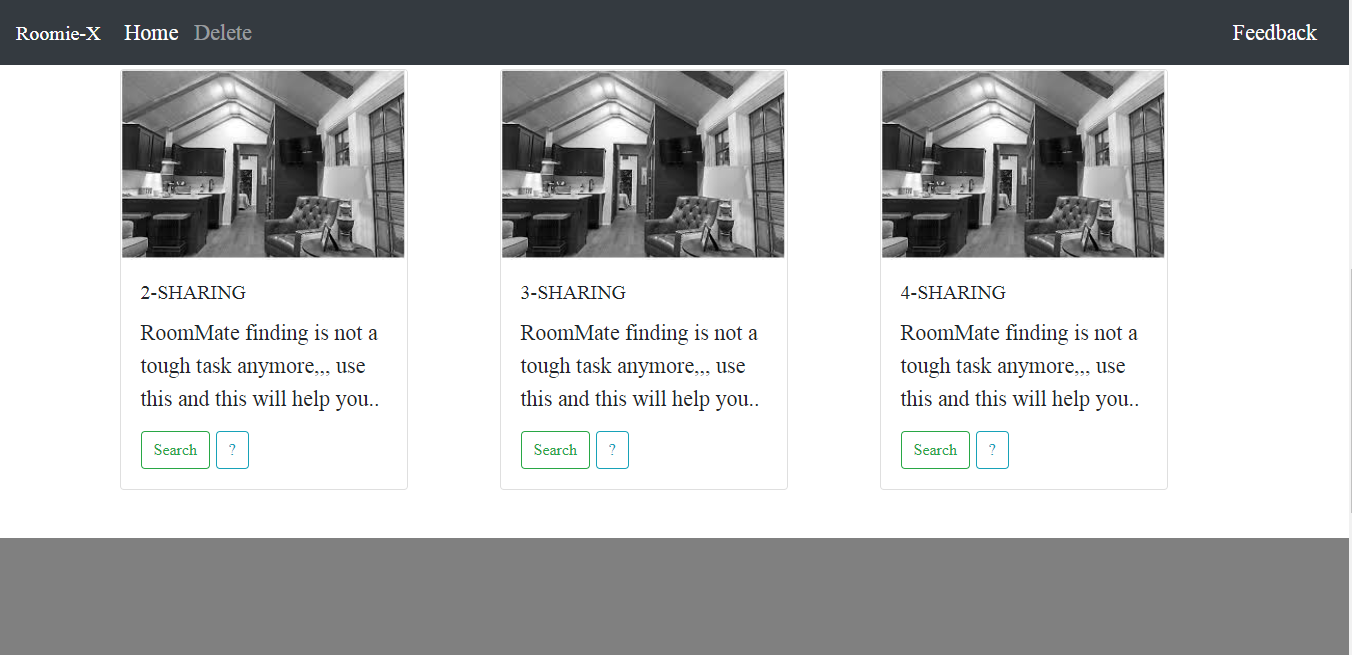 Roomie-X Home Delete Feedback
2-SHARING
RoomMate finding is not a
tough task anymore,,, use
this and this will help you..
Search ?
3-SHARING
RoomMate finding is not a
tough task anymore,,, use
this and this will help you..
Search ?
4-SHARING
RoomMate finding is not a
tough task anymore,,, use
this and this will help you..
Search ?